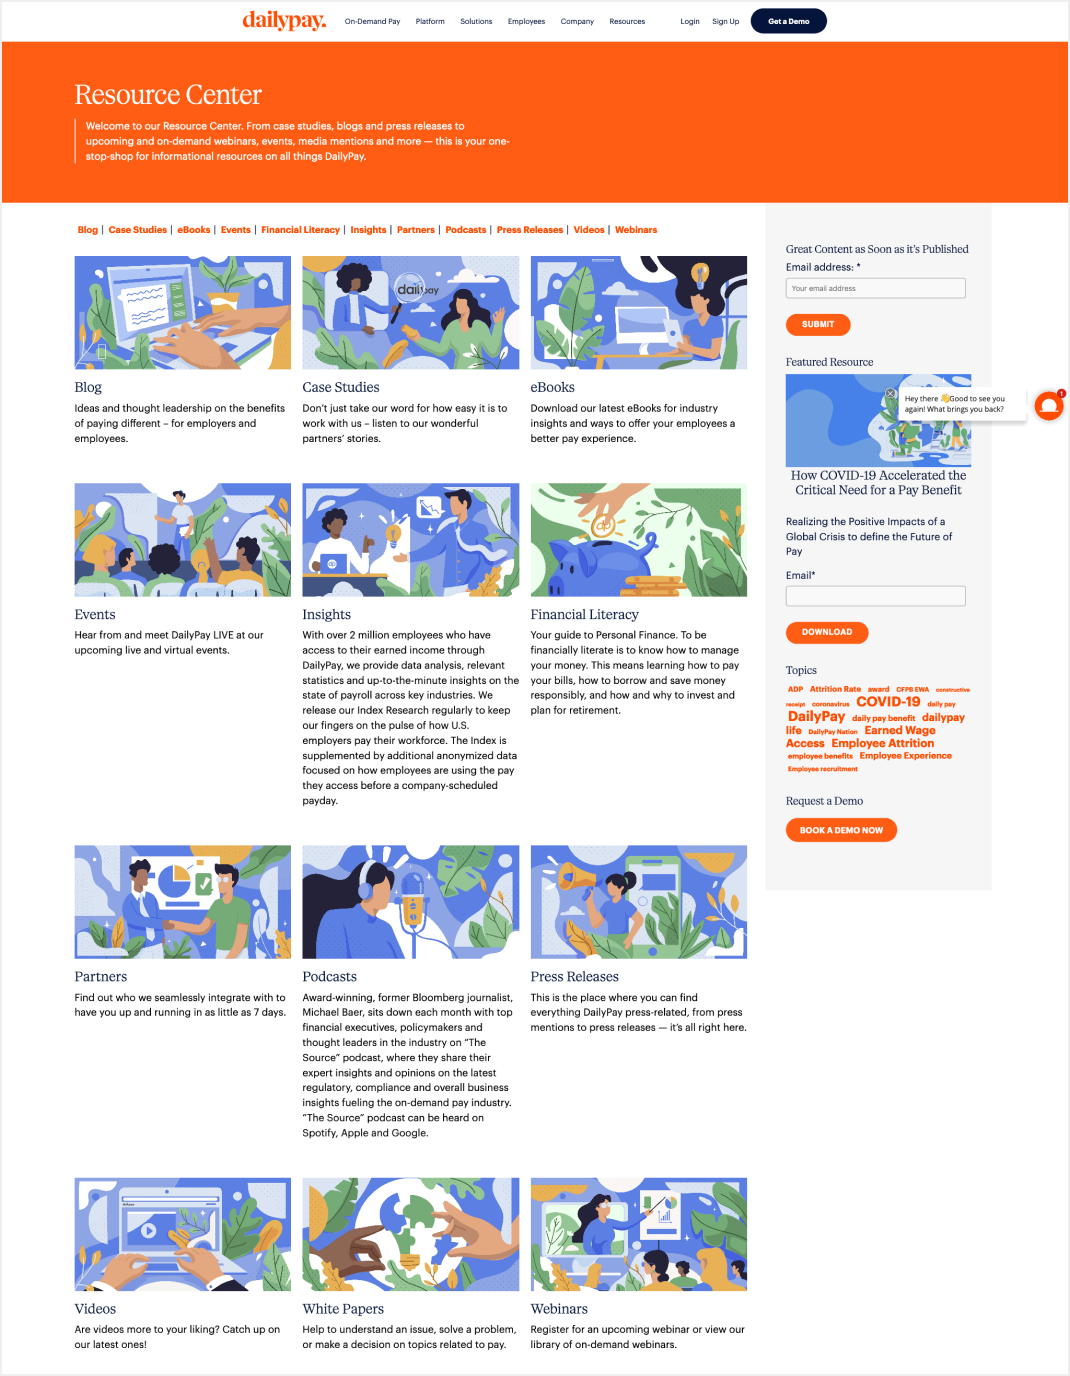 dailypay.
On-Demand Pay Platform Solutions Employees Company Resources Login Sign Up Get a Demo
Resource Center
Welcome to our Resource Center. From case studies, blogs and press releases to
upcoming and on-demand webinars, events, media mentions and more — this is your one-
stop-shop for informational resources on all things DailyPay.
Blog | Case Studies | eBooks | Events | Financial Literacy | Insights | Partners | Podcasts | Press Releases | Videos | Webinars
dailypay
Blog
Ideas and thought leadership on the benefits
of paying different – for employers and
employees.
Case Studies
Don't just take our word for how easy it is to
work with us – listen to our wonderful
partners' stories.
eBooks
Download our latest eBooks for industry
insights and ways to offer your employees a
better pay experience.
Events
Hear from and meet DailyPay LIVE at our
upcoming live and virtual events.
Insights
With over 2 million employees who have
access to their earned income through
DailyPay, we provide data analysis, relevant
statistics and up-to-the-minute insights on the
state of payroll across key industries. We
release our Index Research regularly to keep
our fingers on the pulse of how U.S.
employers pay their workforce. The Index is
supplemented by additional anonymized data
focused on how employees are using the pay
they access before a company-scheduled
payday.
Financial Literacy
Your guide to Personal Finance. To be
financially literate is to know how to manage
your money. This means learning how to pay
your bills, how to borrow and save money
responsibly, and how and why to invest and
plan for retirement.
Partners
Find out who we seamlessly integrate with to
have you up and running in as little as 7 days.
Podcasts
Award-winning, former Bloomberg journalist,
Michael Baer, sits down each month with top
financial executives, policymakers and
thought leaders in the industry on “The
Source” podcast, where they share their
expert insights and opinions on the latest
regulatory, compliance and overall business
insights fueling the on-demand pay industry.
“The Source” podcast can be heard on
Spotify, Apple and Google.
Press Releases
This is the place where you can find
everything DailyPay press-related, from press
mentions to press releases — it's all right here.
Videos
Are videos more to your liking? Catch up on
our latest ones!
White Papers
Help to understand an issue, solve a problem,
or make a decision on topics related to pay.
Webinars
Register for an upcoming webinar or view our
library of on-demand webinars.
Great Content as Soon as it's Published
Email address: *
Your email address
SUBMIT
Featured Resource
Hey there 👋Good to see you
again! What brings you back?
1
How COVID-19 Accelerated the
Critical Need for a Pay Benefit
Realizing the Positive Impacts of a
Global Crisis to define the Future of
Pay
Email*
DOWNLOAD
Topics
ADP Attrition Rate award CFPB EWA constructive
receipt coronavirus COVID-19 daily pay
DailyPay daily pay benefit dailypay
life DailyPay Nation Earned Wage
Access Employee Attrition
employee benefits Employee Experience
Employee recruitment
Request a Demo
BOOK A DEMO NOW